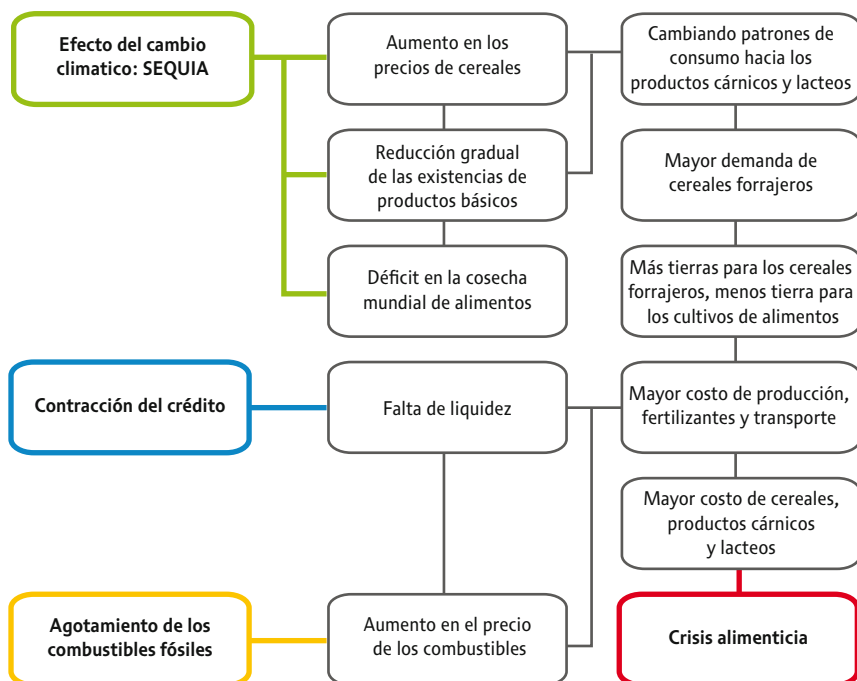 Efecto del cambio
climatico: SEQUIA
Aumento en los
precios de cereales
Cambiando patrones de
consumo hacia los
productos cárnicos y lacteos
Reducción gradual
de las existencias de
productos básicos
Mayor demanda de
cereales forrajeros
Déficit en la cosecha
mundial de alimentos
Más tierras para los cereales
forrajeros, menos tierra para
los cultivos de alimentos
Contracción del crédito
Falta de liquidez
Mayor costo de producción,
fertilizantes y transporte
Mayor costo de cereales,
productos cárnicos
y lacteos
Agotamiento de los
combustibles fósiles
Aumento en el precio
de los combustibles
Crisis alimenticia